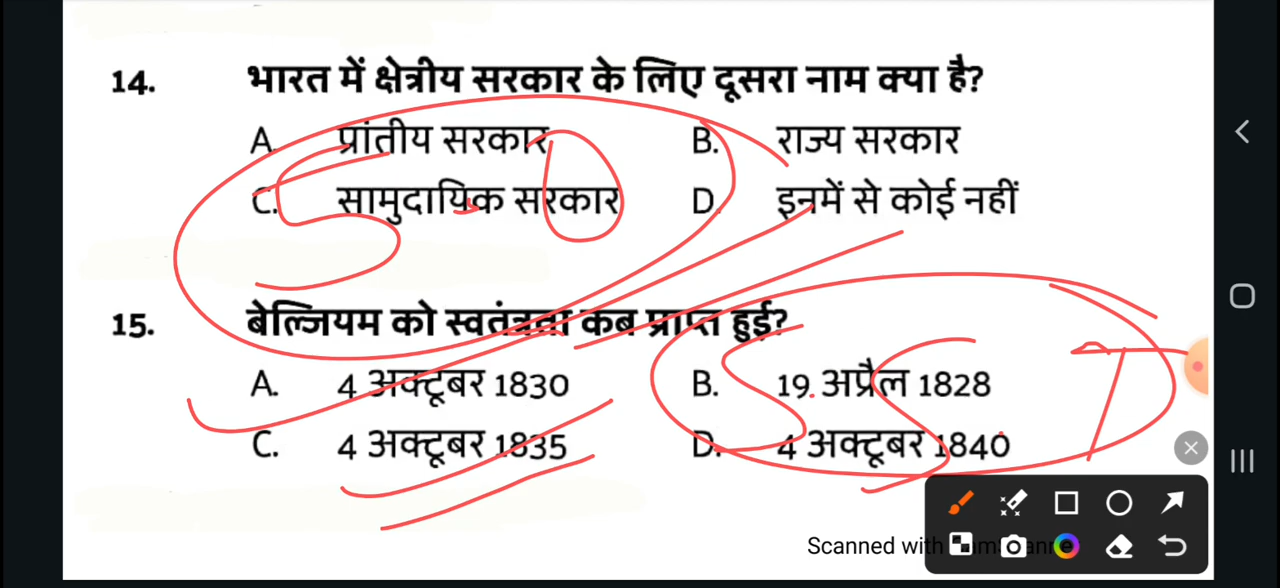 14. भारत में क्षेत्रीय सरकार के लिए दूसरा नाम क्या है?
A. प्रांतीय सरकार B. राज्य सरकार
C. सामुदायिक सरकार D. इनमें से कोई नहीं
15. बेल्जियम को स्वतंत्रता कब प्राप्त हुई?
A. 4 अक्टूबर 1830 B. 19 अप्रैल 1828
C. 4 अक्टूबर 1835 D. 4 अक्टूबर 1840
S S T
Scanned with